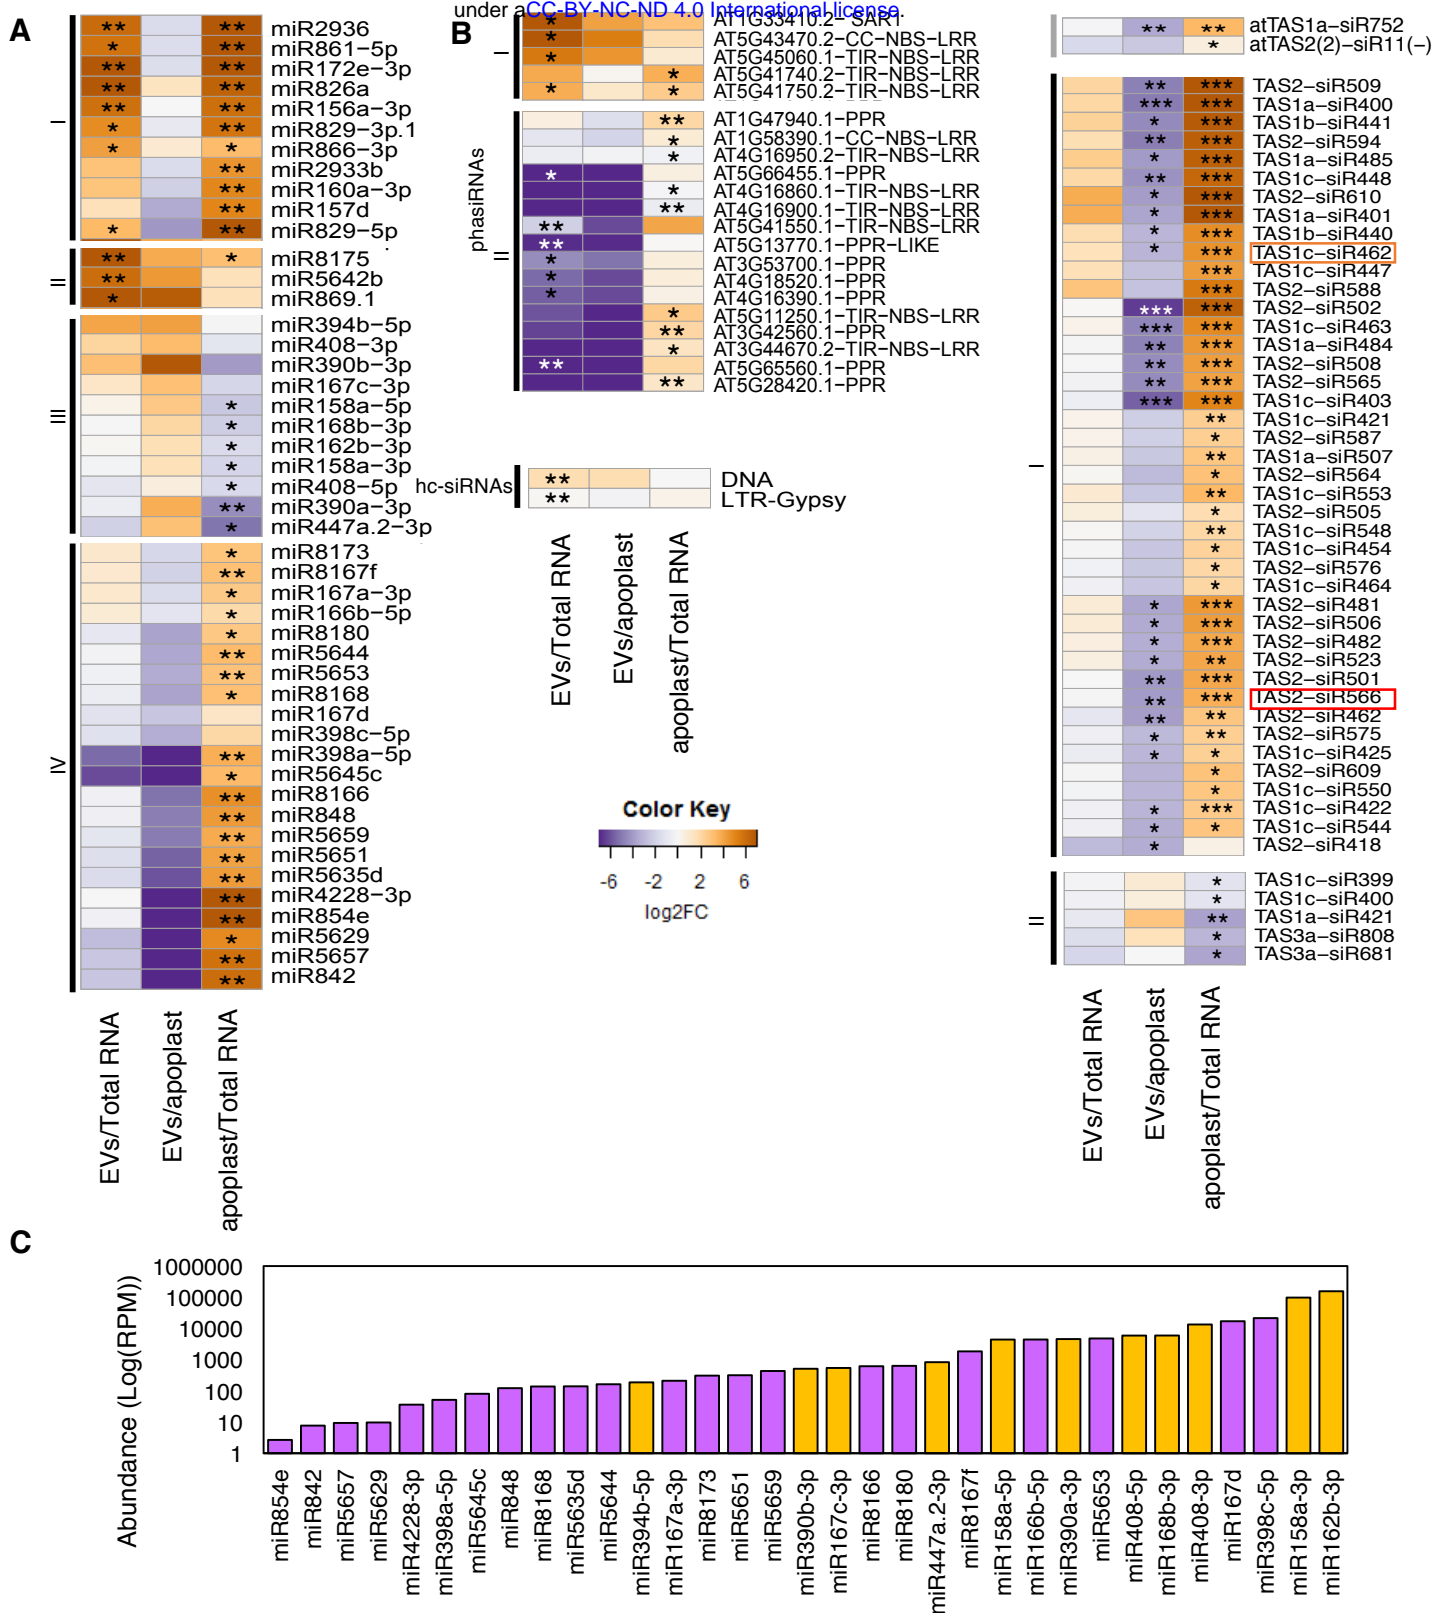 under aCC-BY-NC-ND 4.0 International license.
A
I
** ** miR2936
* ** miR861−5p
** ** miR172e−3p
** ** miR826a
** ** miR156a−3p
* ** miR829−3p.1
* * miR866−3p
** miR2933b
** miR160a−3p
** miR157d
* ** miR829−5p
II
** * miR8175
** miR5642b
* miR869.1
III
miR394b−5p
miR408−3p
miR390b−3p
miR167c−3p
* miR158a−5p
* miR168b−3p
* miR162b−3p
* miR158a−3p
* miR408−5p
** miR390a−3p
* miR447a.2−3p
IV
* miR8173
** miR8167f
* miR167a−3p
* miR166b−5p
* miR8180
** miR5644
** miR5653
* miR8168
miR167d
miR398c−5p
** miR398a−5p
* miR5645c
** miR8166
** miR848
** miR5659
** miR5651
** miR5635d
** miR4228−3p
** miR854e
* miR5629
** miR5657
** miR842
EVs/Total RNA
EVs/apoplast
apoplast/Total RNA
B
phasiRNAs
I
* AT1G33410.2− SAR1
* AT5G43470.2−CC−NBS−LRR
* AT5G45060.1−TIR−NBS−LRR
* AT5G41740.2−TIR−NBS−LRR
* * AT5G41750.2−TIR−NBS−LRR
II
** AT1G47940.1−PPR
* AT1G58390.1−CC−NBS−LRR
* AT4G16950.2−TIR−NBS−LRR
* AT5G66455.1−PPR
* AT4G16860.1−TIR−NBS−LRR
** AT4G16900.1−TIR−NBS−LRR
** AT5G41550.1−TIR−NBS−LRR
** AT5G13770.1−PPR−LIKE
* AT3G53700.1−PPR
* AT4G18520.1−PPR
* AT4G16390.1−PPR
* AT5G11250.1−TIR−NBS−LRR
** AT3G42560.1−PPR
* AT3G44670.2−TIR−NBS−LRR
** AT5G65560.1−PPR
** AT5G28420.1−PPR
hc-siRNAs
** DNA
** LTR-Gypsy
EVs/Total RNA
EVs/apoplast
apoplast/Total RNA
Color Key
-6 -2 2 6
log2FC
** ** atTAS1a−siR752
* atTAS2(2)−siR11(−)
I
** *** TAS2−siR509
*** *** TAS1a−siR400
* *** TAS1b−siR441
** *** TAS2−siR594
* *** TAS1a−siR485
** *** TAS1c−siR448
* *** TAS2−siR610
* *** TAS1a−siR401
* *** TAS1b−siR440
* *** TAS1c−siR462
*** TAS1c−siR447
*** TAS2−siR588
*** *** TAS2−siR502
*** *** TAS1c−siR463
** *** TAS1a−siR484
** *** TAS2−siR508
** *** TAS2−siR565
*** *** TAS1c−siR403
** TAS1c−siR421
* TAS2−siR587
** TAS1a−siR507
* TAS2−siR564
** TAS1c−siR553
* TAS2−siR505
** TAS1c−siR548
* TAS1c−siR454
* TAS2−siR576
* TAS1c−siR464
* *** TAS2−siR481
* *** TAS2−siR506
* *** TAS2−siR482
* ** TAS2−siR523
** *** TAS2−siR501
** *** TAS2−siR566
** ** TAS2−siR462
* ** TAS2−siR575
* * TAS1c−siR425
* TAS2−siR609
* TAS1c−siR550
* *** TAS1c−siR422
* * TAS1c−siR544
* TAS2−siR418
II
* TAS1c−siR399
* TAS1c−siR400
** TAS1a−siR421
* TAS3a−siR808
* TAS3a−siR681
EVs/Total RNA
EVs/apoplast
apoplast/Total RNA
C
Abundance (Log(RPM))
1000000
100000
10000
1000
100
10
1
miR854e
miR842
miR5657
miR5629
miR4228-3p
miR398a-5p
miR5645c
miR848
miR8168
miR5635d
miR5644
miR394b-5p
miR167a-3p
miR8173
miR5651
miR5659
miR390b-3p
miR167c-3p
miR8166
miR8180
miR447a.2-3p
miR8167f
miR158a-5p
miR166b-5p
miR390a-3p
miR5653
miR408-5p
miR168b-3p
miR408-3p
miR167d
miR398c-5p
miR158a-3p
miR162b-3p